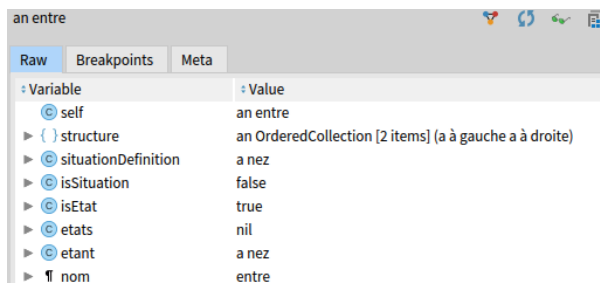 an entre
Raw Breakpoints Meta
Variable Value
self an entre
structure an OrderedCollection [2 items] (a à gauche a à droite)
situationDefinition a nez
isSituation false
isEtat true
etats nil
etant a nez
nom entre